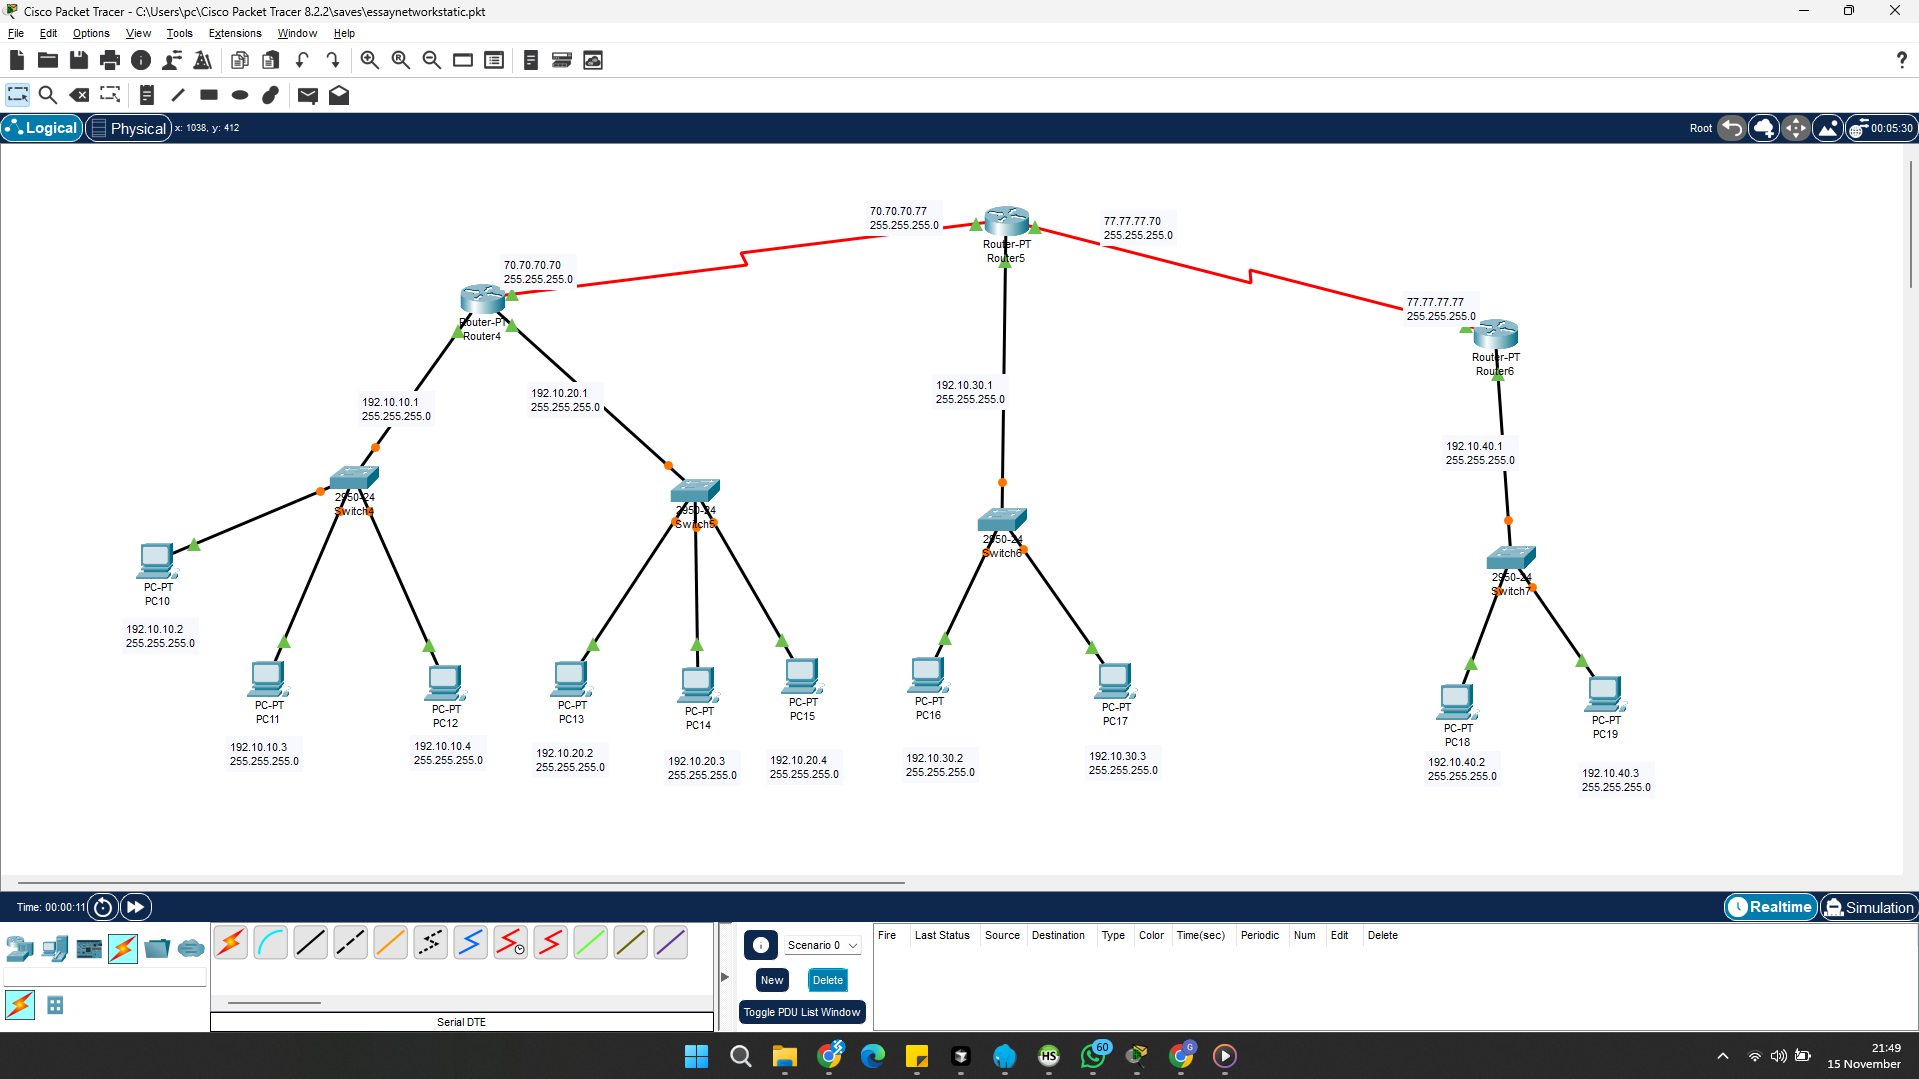 Cisco Packet Tracer - C:\Users\pc\Cisco Packet Tracer 8.2.2\saves\essaynetworkstatic.pkt
File Edit Options View Tools Extensions Window Help
Logical Physical x: 1038, y: 412 Root 00:05:30
70.70.70.77
255.255.255.0
Router-PT
Router5
77.77.77.70
255.255.255.0
70.70.70.70
255.255.255.0
Router-PT
Router4
77.77.77.77
255.255.255.0
Router-PT
Router6
192.10.10.1
255.255.255.0
192.10.20.1
255.255.255.0
192.10.30.1
255.255.255.0
192.10.40.1
255.255.255.0
2950-24
Switch4
2950-24
Switch5
2950-24
Switch6
2950-24
Switch7
PC-PT
PC10
192.10.10.2
255.255.255.0
PC-PT
PC11
192.10.10.3
255.255.255.0
PC-PT
PC12
192.10.10.4
255.255.255.0
PC-PT
PC13
192.10.20.2
255.255.255.0
PC-PT
PC14
192.10.20.3
255.255.255.0
PC-PT
PC15
192.10.20.4
255.255.255.0
PC-PT
PC16
192.10.30.2
255.255.255.0
PC-PT
PC17
192.10.30.3
255.255.255.0
PC-PT
PC18
192.10.40.2
255.255.255.0
PC-PT
PC19
192.10.40.3
255.255.255.0
Time: 00:00:11 Realtime Simulation
Scenario 0
New Delete
Toggle PDU List Window
Fire Last Status Source Destination Type Color Time(sec) Periodic Num Edit Delete
Serial DTE
HS
60
G
21:49
15 November